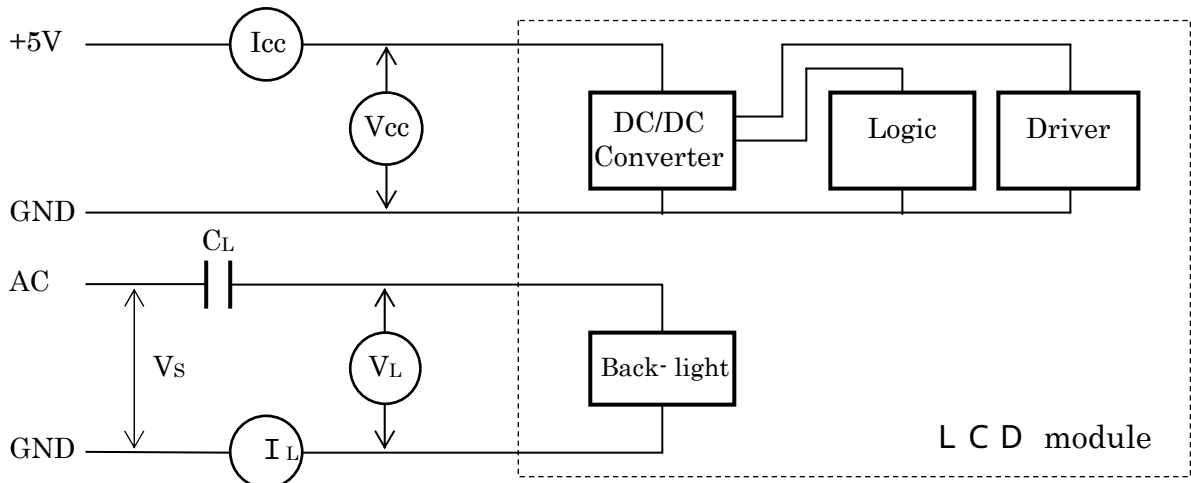 +5V
Icc
Vcc
DC/DC
Converter
Logic
Driver
GND
CL
AC
VS
VL
Back- light
GND
IL
LCD module